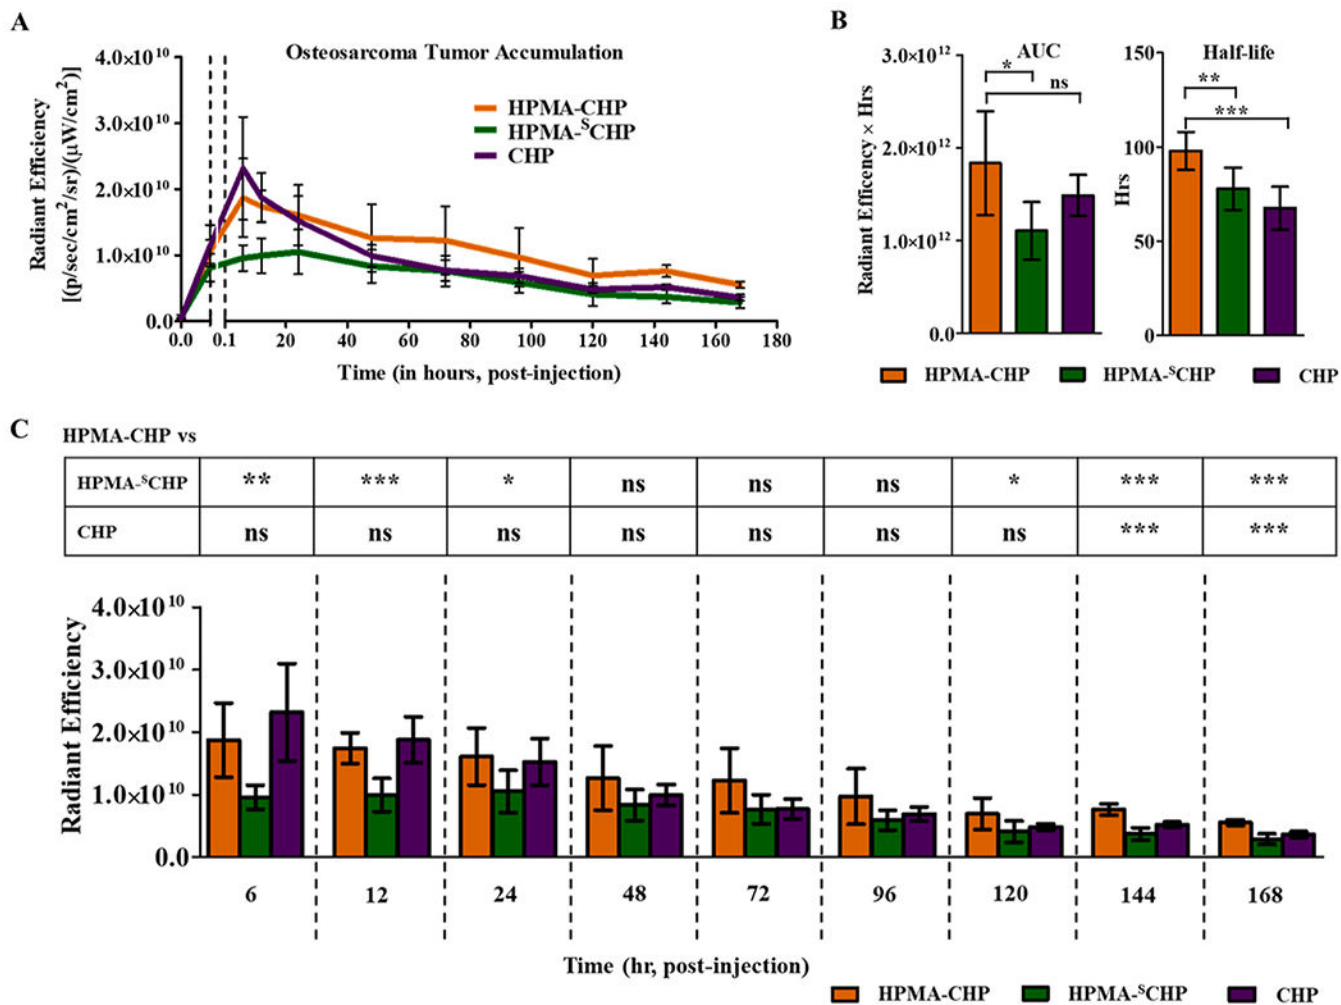 A
Osteosarcoma Tumor Accumulation
Radiant Efficiency
[(p/sec/cm²/sr)/(µW/cm²)]
4.0×10¹⁰
3.0×10¹⁰
2.0×10¹⁰
1.0×10¹⁰
0.0
HPMA-CHP
HPMA-ˢCHP
CHP
0.0 0.1 20 40 60 80 100 120 140 160 180
Time (in hours, post-injection)
B
AUC
Radiant Efficency × Hrs
3.0×10¹²
2.0×10¹²
1.0×10¹²
0.0
*
ns
Half-life
Hrs
150
100
50
0
**
***
HPMA-CHP HPMA-ˢCHP CHP
C
HPMA-CHP vs
HPMA-ˢCHP ** *** * ns ns ns * *** ***
CHP ns ns ns ns ns ns ns *** ***
Radiant Efficiency
4.0×10¹⁰
3.0×10¹⁰
2.0×10¹⁰
1.0×10¹⁰
0.0
6 12 24 48 72 96 120 144 168
Time (hr, post-injection)
HPMA-CHP HPMA-ˢCHP CHP